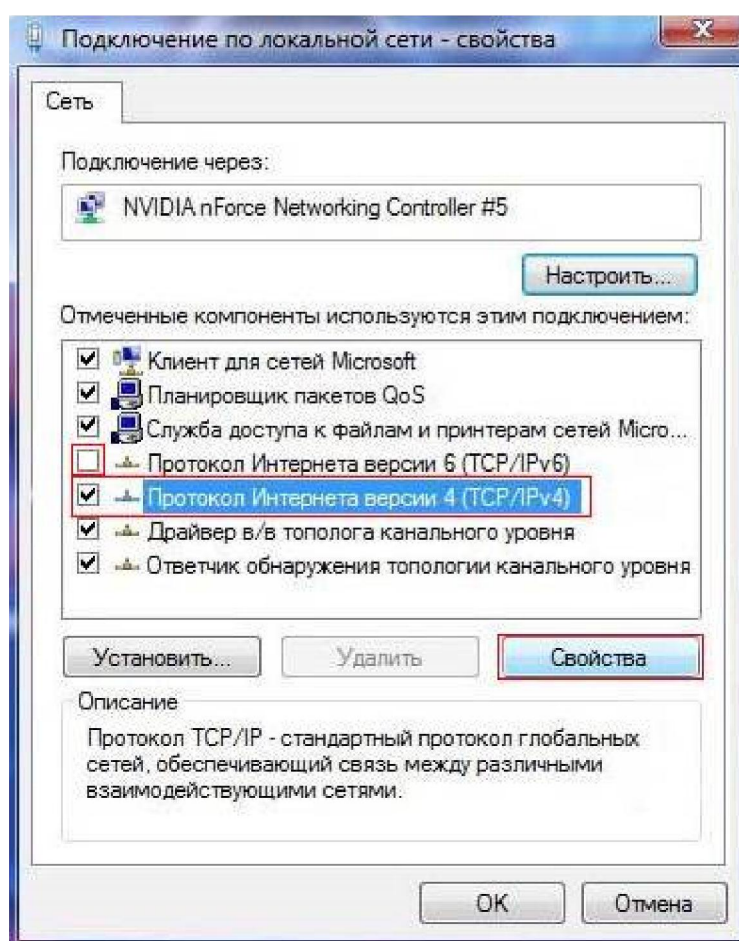 Подключение по локальной сети - свойства
Сеть
Подключение через:
NVIDIA nForce Networking Controller #5
Настроить...
Отмеченные компоненты используются этим подключением:
Клиент для сетей Microsoft
Планировщик пакетов QoS
Служба доступа к файлам и принтерам сетей Micro...
Протокол Интернета версии 6 (TCP/IPv6)
Протокол Интернета версии 4 (TCP/IPv4)
Драйвер в/в тополога канального уровня
Ответчик обнаружения топологии канального уровня
Установить... Удалить Свойства
Описание
Протокол TCP/IP - стандартный протокол глобальных
сетей, обеспечивающий связь между различными
взаимодействующими сетями.
OK Отмена